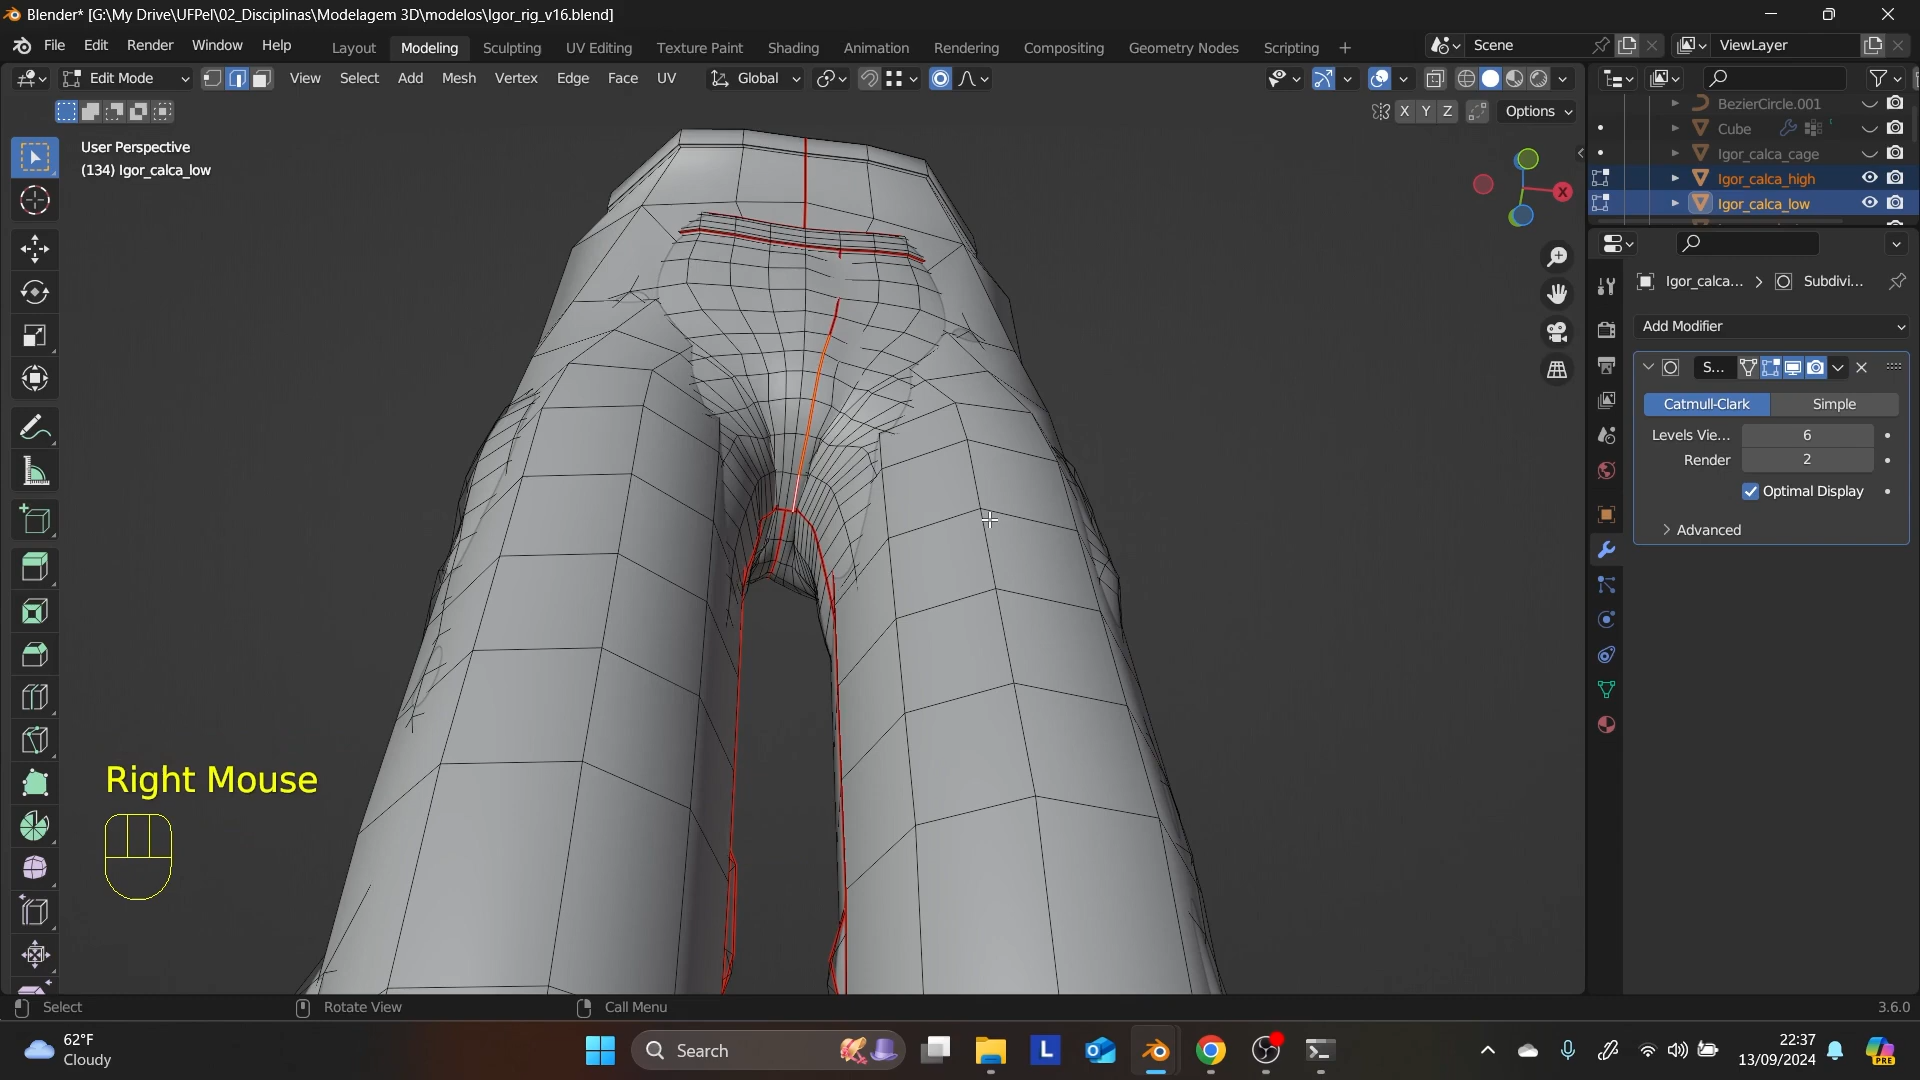 Blender* [G:\My Drive\UFPel\02_Disciplinas\Modelagem 3D\modelos\Igor_rig_v16.blend]
File Edit Render Window Help Layout Modeling Sculpting UV Editing Texture Paint Shading Animation Rendering Compositing Geometry Nodes Scripting + Scene ViewLayer
Edit Mode View Select Add Mesh Vertex Edge Face UV Global
X Y Z Options
User Perspective
(134) Igor_calca_low
X
BezierCircle.001
Cube
Igor_calca_cage
Igor_calca_high
Igor_calca_low
Igor_calca... > Subdivi...
Add Modifier
S...
Catmull-Clark Simple
Levels Vie... 6
Render 2
Optimal Display
Advanced
Right Mouse
Select Rotate View Call Menu 3.6.0
62°F
Cloudy
Search
L
22:37
13/09/2024
PRE